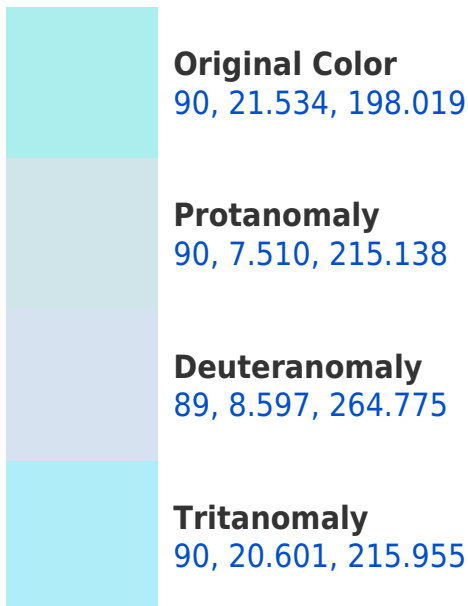 Original Color
90, 21.534, 198.019
Protanomaly
90, 7.510, 215.138
Deuteranomaly
89, 8.597, 264.775
Tritanomaly
90, 20.601, 215.955